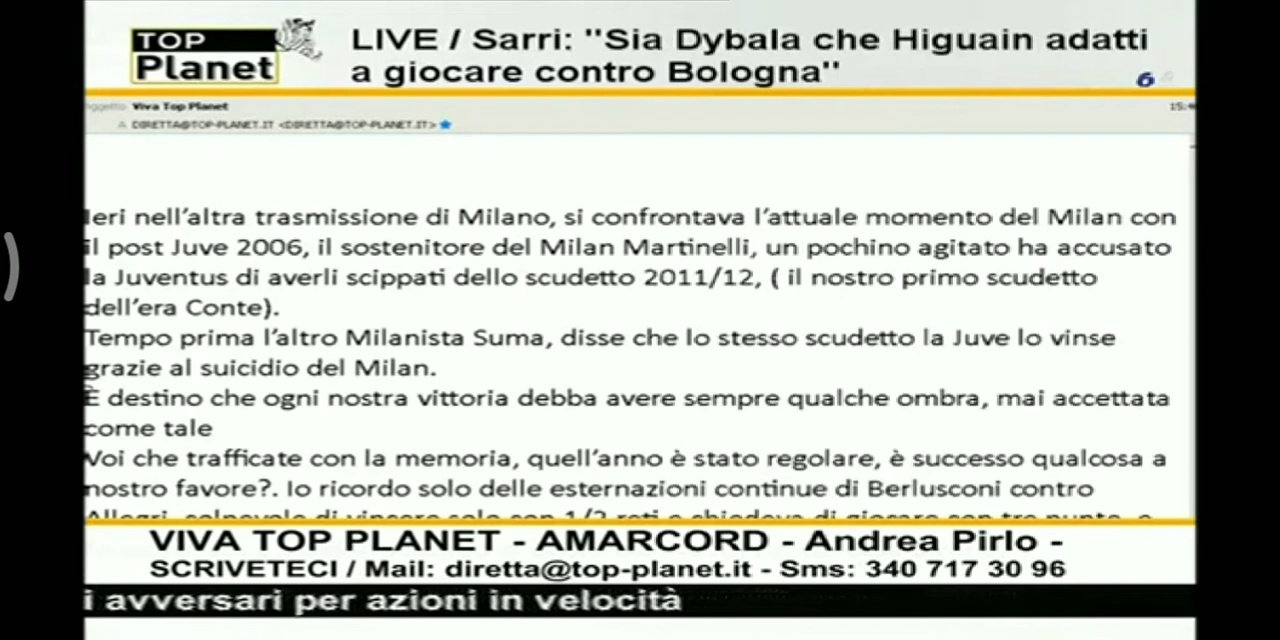 TOP
Planet
LIVE / Sarri: "Sia Dybala che Higuain adatti
a giocare contro Bologna"
6
Viva Top Planet
A DIRETTA@TOP-PLANET.IT <DIRETTA@TOP-PLANET.IT>
Ieri nell'altra trasmissione di Milano, si confrontava l'attuale momento del Milan con
il post Juve 2006, il sostenitore del Milan Martinelli, un pochino agitato ha accusato
la Juventus di averli scippati dello scudetto 2011/12, ( il nostro primo scudetto
dell'era Conte).
Tempo prima l'altro Milanista Suma, disse che lo stesso scudetto la Juve lo vinse
grazie al suicidio del Milan.
È destino che ogni nostra vittoria debba avere sempre qualche ombra, mai accettata
come tale
Voi che trafficate con la memoria, quell'anno è stato regolare, è successo qualcosa a
nostro favore?. Io ricordo solo delle esternazioni continue di Berlusconi contro
VIVA TOP PLANET - AMARCORD - Andrea Pirlo -
SCRIVETECI / Mail: diretta@top-planet.it - Sms: 340 717 30 96
i avversari per azioni in velocità